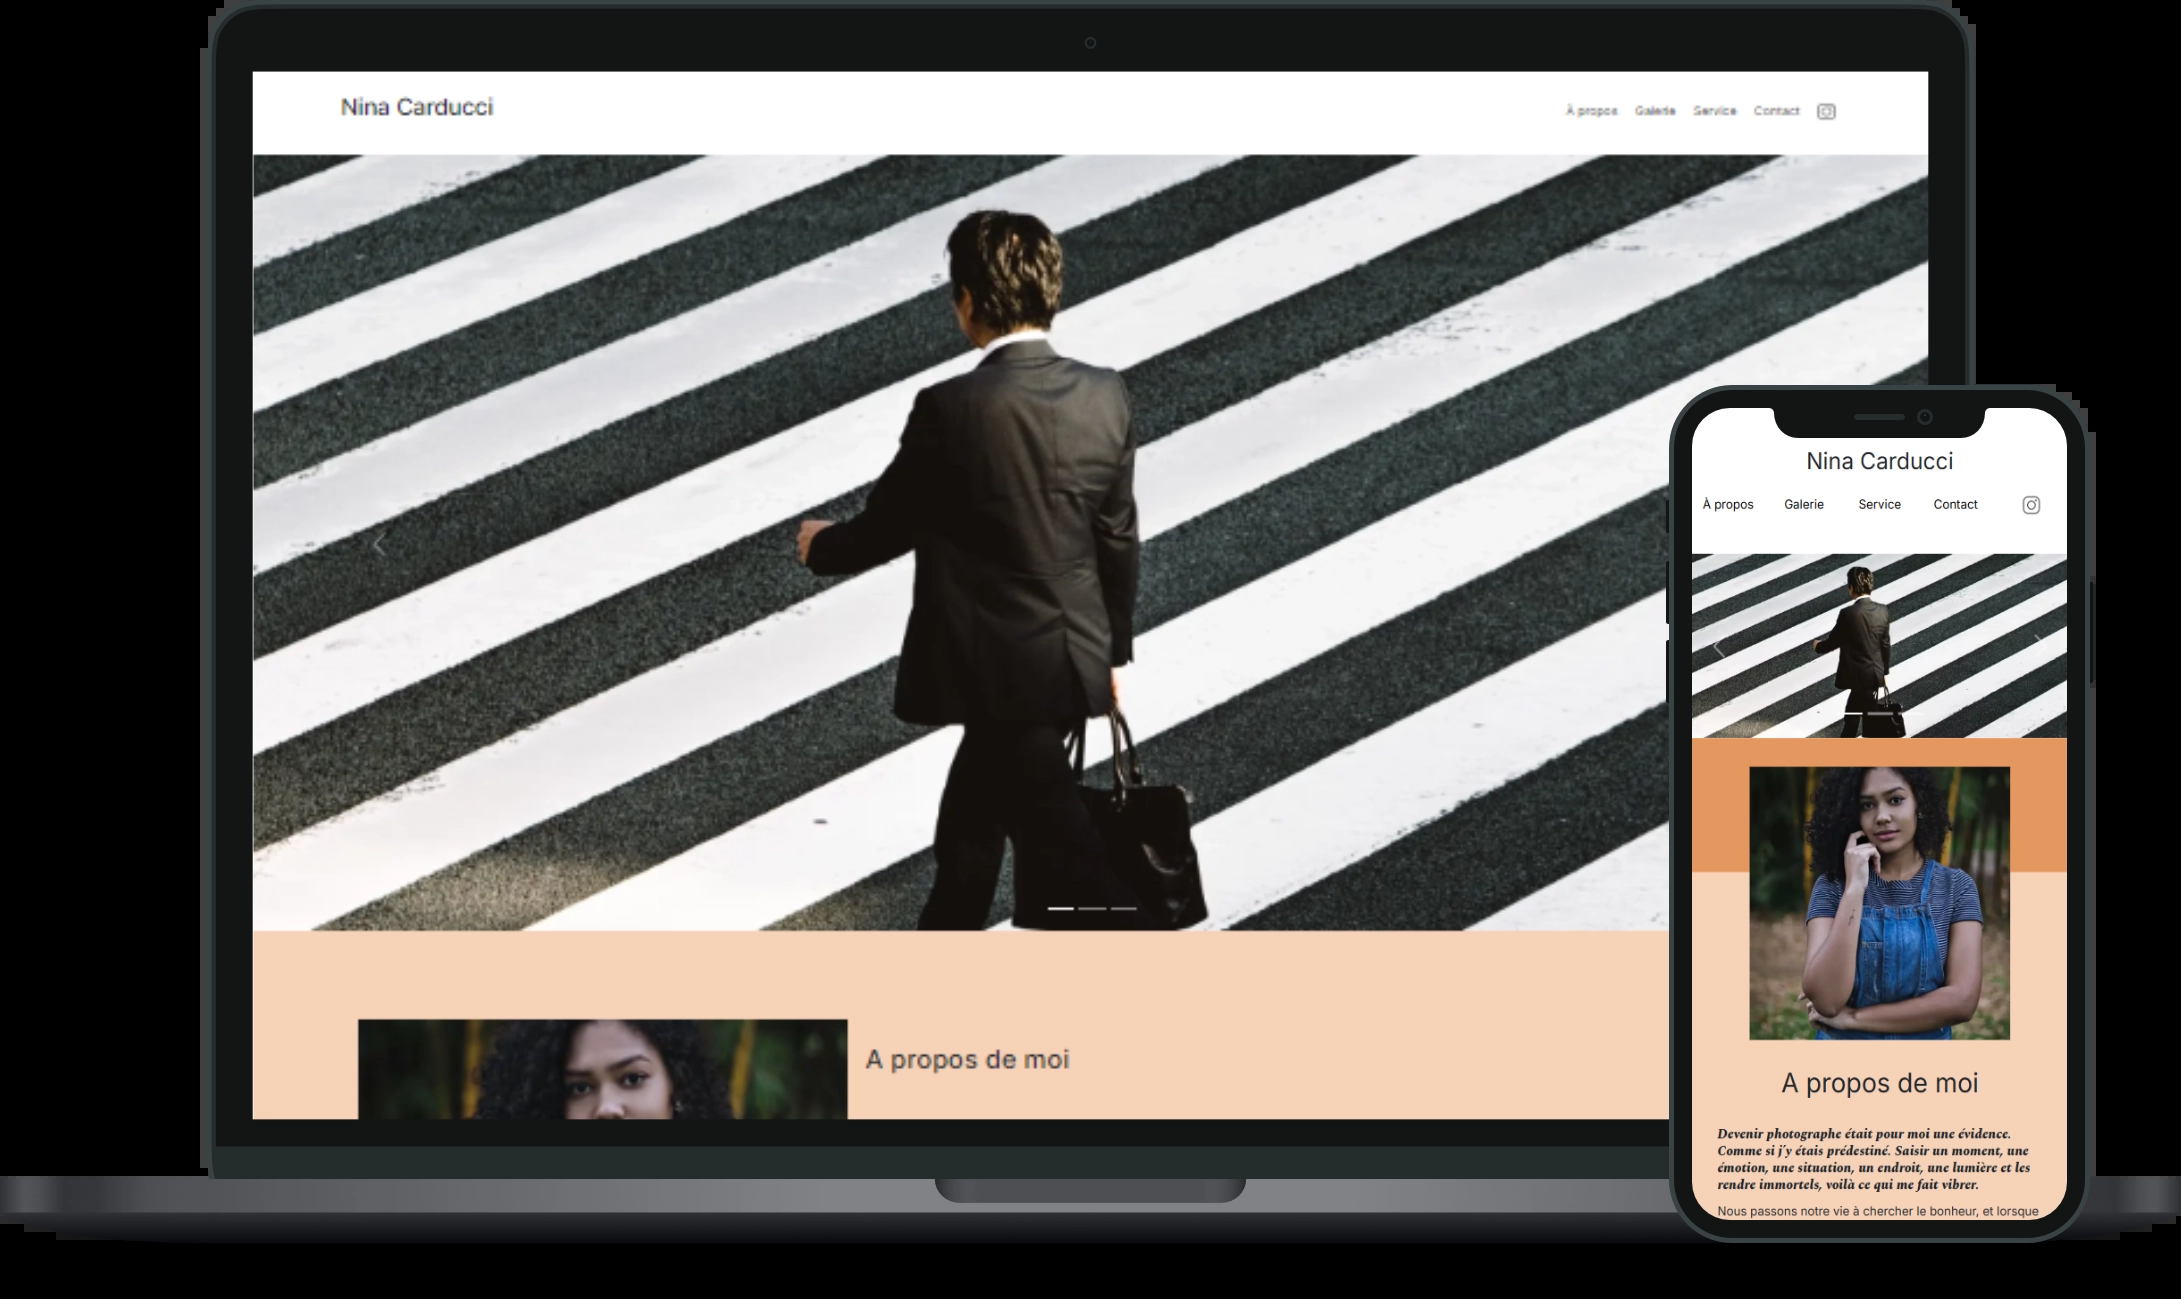 Nina Carducci
À propos Galerie Service Contact
A propos de moi
Nina Carducci
À propos Galerie Service Contact
A propos de moi
Devenir photographe était pour moi une évidence.
Comme si j'y étais prédestiné. Saisir un moment, une
émotion, une situation, un endroit, une lumière et les
rendre immortels, voilà ce qui me fait vibrer.
Nous passons notre vie à chercher le bonheur, et lorsque